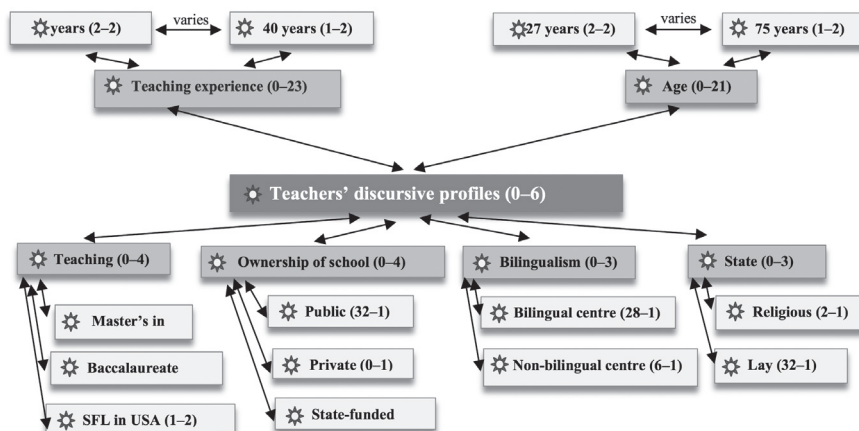 years (2–2)
varies
40 years (1–2)
27 years (2–2)
varies
75 years (1–2)
Teaching experience (0–23)
Age (0–21)
Teachers’ discursive profiles (0–6)
Teaching (0–4)
Ownership of school (0–4)
Bilingualism (0–3)
State (0–3)
Master’s in
Public (32–1)
Bilingual centre (28–1)
Religious (2–1)
Baccalaureate
Private (0–1)
Non-bilingual centre (6–1)
Lay (32–1)
SFL in USA (1–2)
State-funded